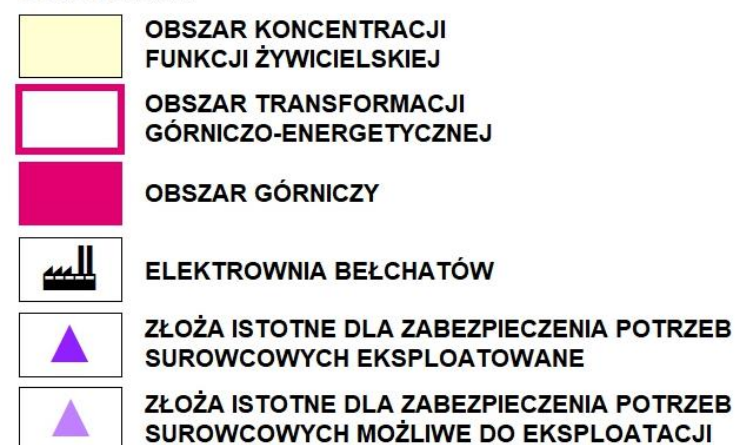 OBSZAR KONCENTRACJI
FUNKCJI ŻYWICIELSKIEJ
OBSZAR TRANSFORMACJI
GÓRNICZO-ENERGETYCZNEJ
OBSZAR GÓRNICZY
ELEKTROWNIA BEŁCHATÓW
ZŁOŻA ISTOTNE DLA ZABEZPIECZENIA POTRZEB
SUROWCOWYCH EKSPLOATOWANE
ZŁOŻA ISTOTNE DLA ZABEZPIECZENIA POTRZEB
SUROWCOWYCH MOŻLIWE DO EKSPLOATACJI